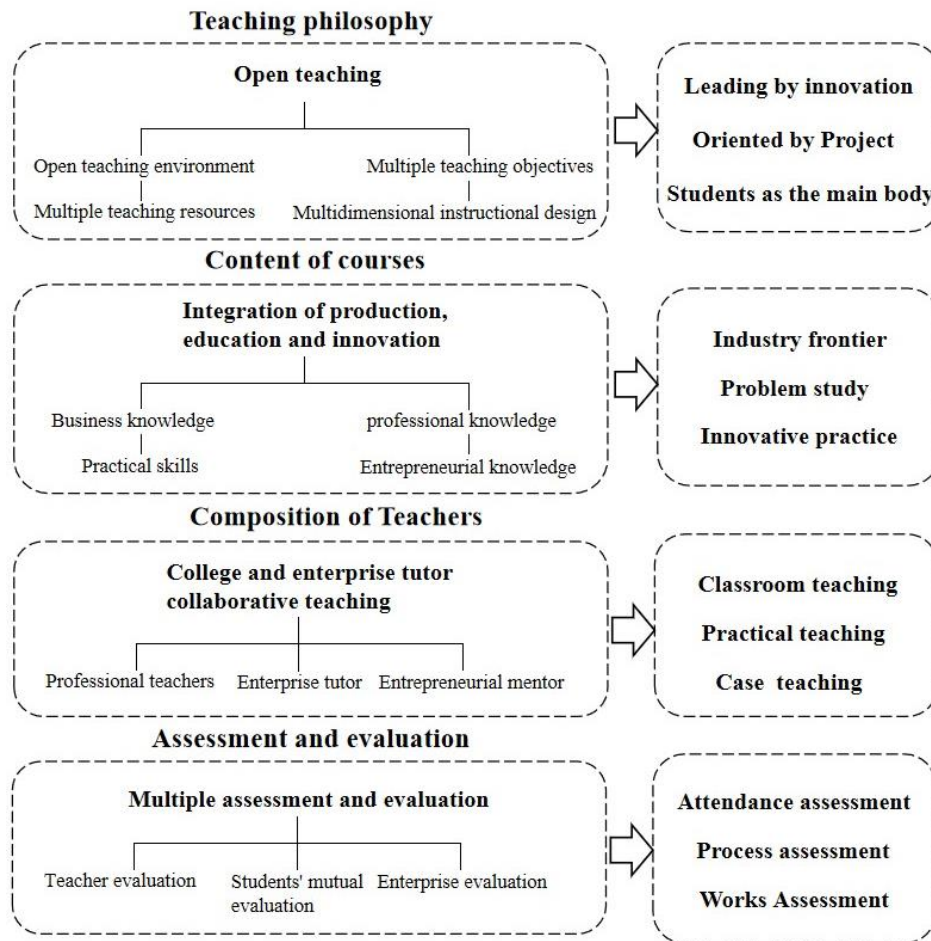 Teaching philosophy
Open teaching
Open teaching environment
Multiple teaching objectives
Multiple teaching resources
Multidimensional instructional design
Leading by innovation
Oriented by Project
Students as the main body
Content of courses
Integration of production,
education and innovation
Business knowledge
professional knowledge
Practical skills
Entrepreneurial knowledge
Industry frontier
Problem study
Innovative practice
Composition of Teachers
College and enterprise tutor
collaborative teaching
Professional teachers
Enterprise tutor
Entrepreneurial mentor
Classroom teaching
Practical teaching
Case teaching
Assessment and evaluation
Multiple assessment and evaluation
Teacher evaluation
Students' mutual
evaluation
Enterprise evaluation
Attendance assessment
Process assessment
Works Assessment